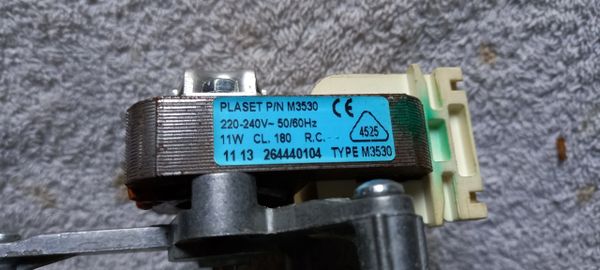 PLASET P/N M3530 CE
220-240V~ 50/60Hz
11W CL. 180 R.C. -- 4525
11 13 264440104 TYPE M3530